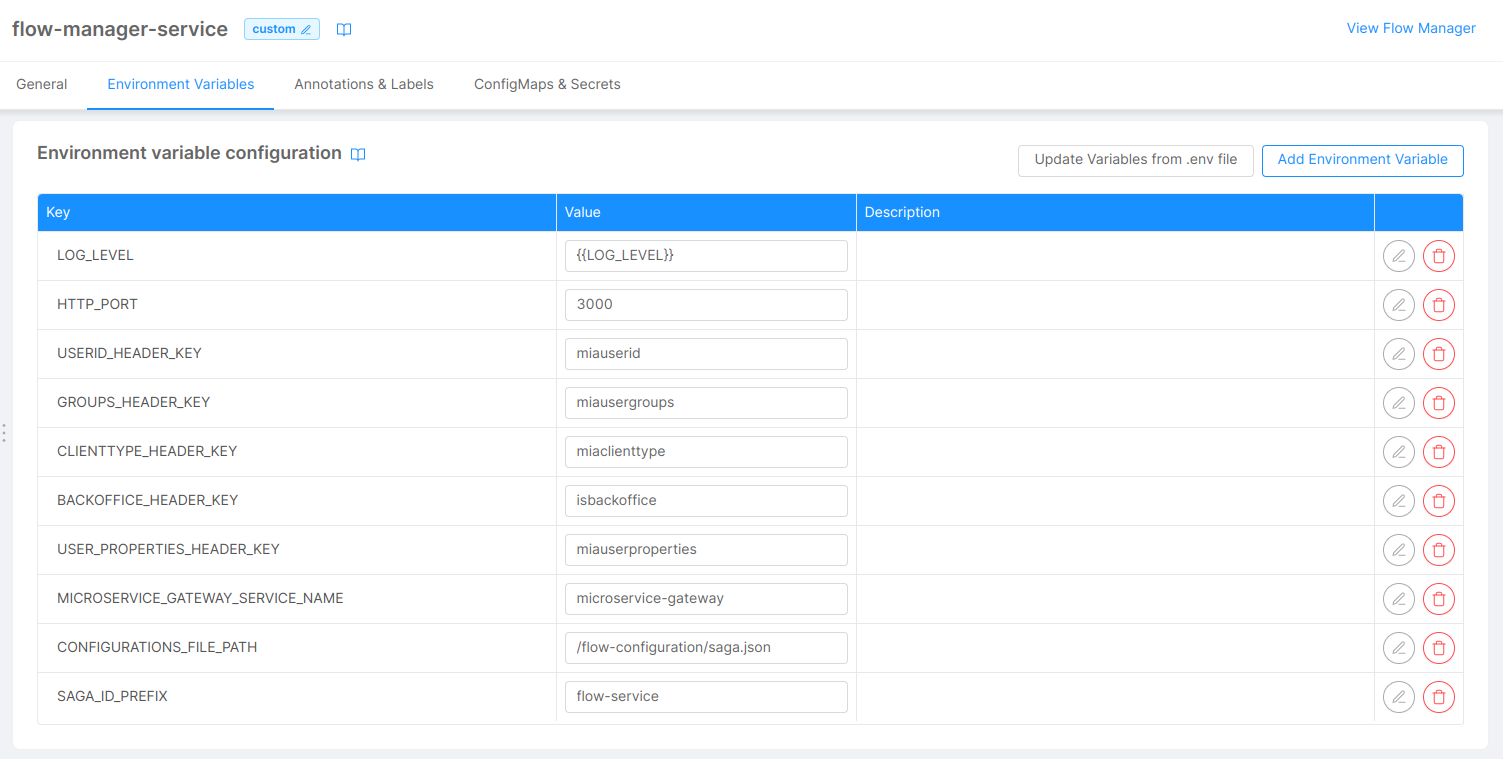 flow-manager-service custom View Flow Manager
General Environment Variables Annotations & Labels ConfigMaps & Secrets
Environment variable configuration Update Variables from .env file Add Environment Variable
Key Value Description
LOG_LEVEL {{LOG_LEVEL}}
HTTP_PORT 3000
USERID_HEADER_KEY miauserid
GROUPS_HEADER_KEY miausergroups
CLIENTTYPE_HEADER_KEY miaclienttype
BACKOFFICE_HEADER_KEY isbackoffice
USER_PROPERTIES_HEADER_KEY miauserproperties
MICROSERVICE_GATEWAY_SERVICE_NAME microservice-gateway
CONFIGURATIONS_FILE_PATH /flow-configuration/saga.json
SAGA_ID_PREFIX flow-service